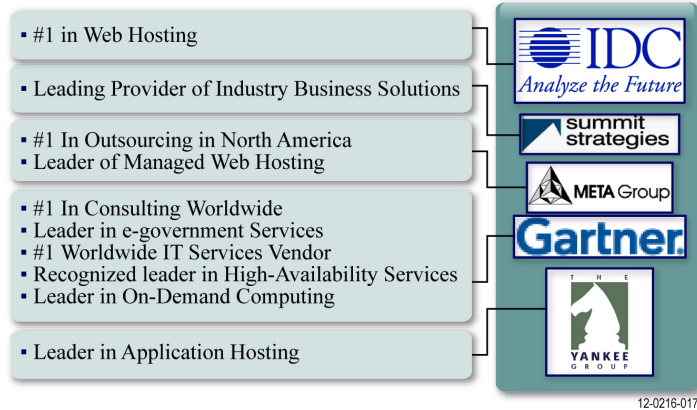 #1 in Web Hosting
IDC
Analyze the Future
Leading Provider of Industry Business Solutions
summit
strategies
#1 In Outsourcing in North America
Leader of Managed Web Hosting
META Group
#1 In Consulting Worldwide
Leader in e-government Services
#1 Worldwide IT Services Vendor
Recognized leader in High-Availability Services
Leader in On-Demand Computing
Gartner.
Leader in Application Hosting
THE
YANKEE
GROUP
12-0216-017